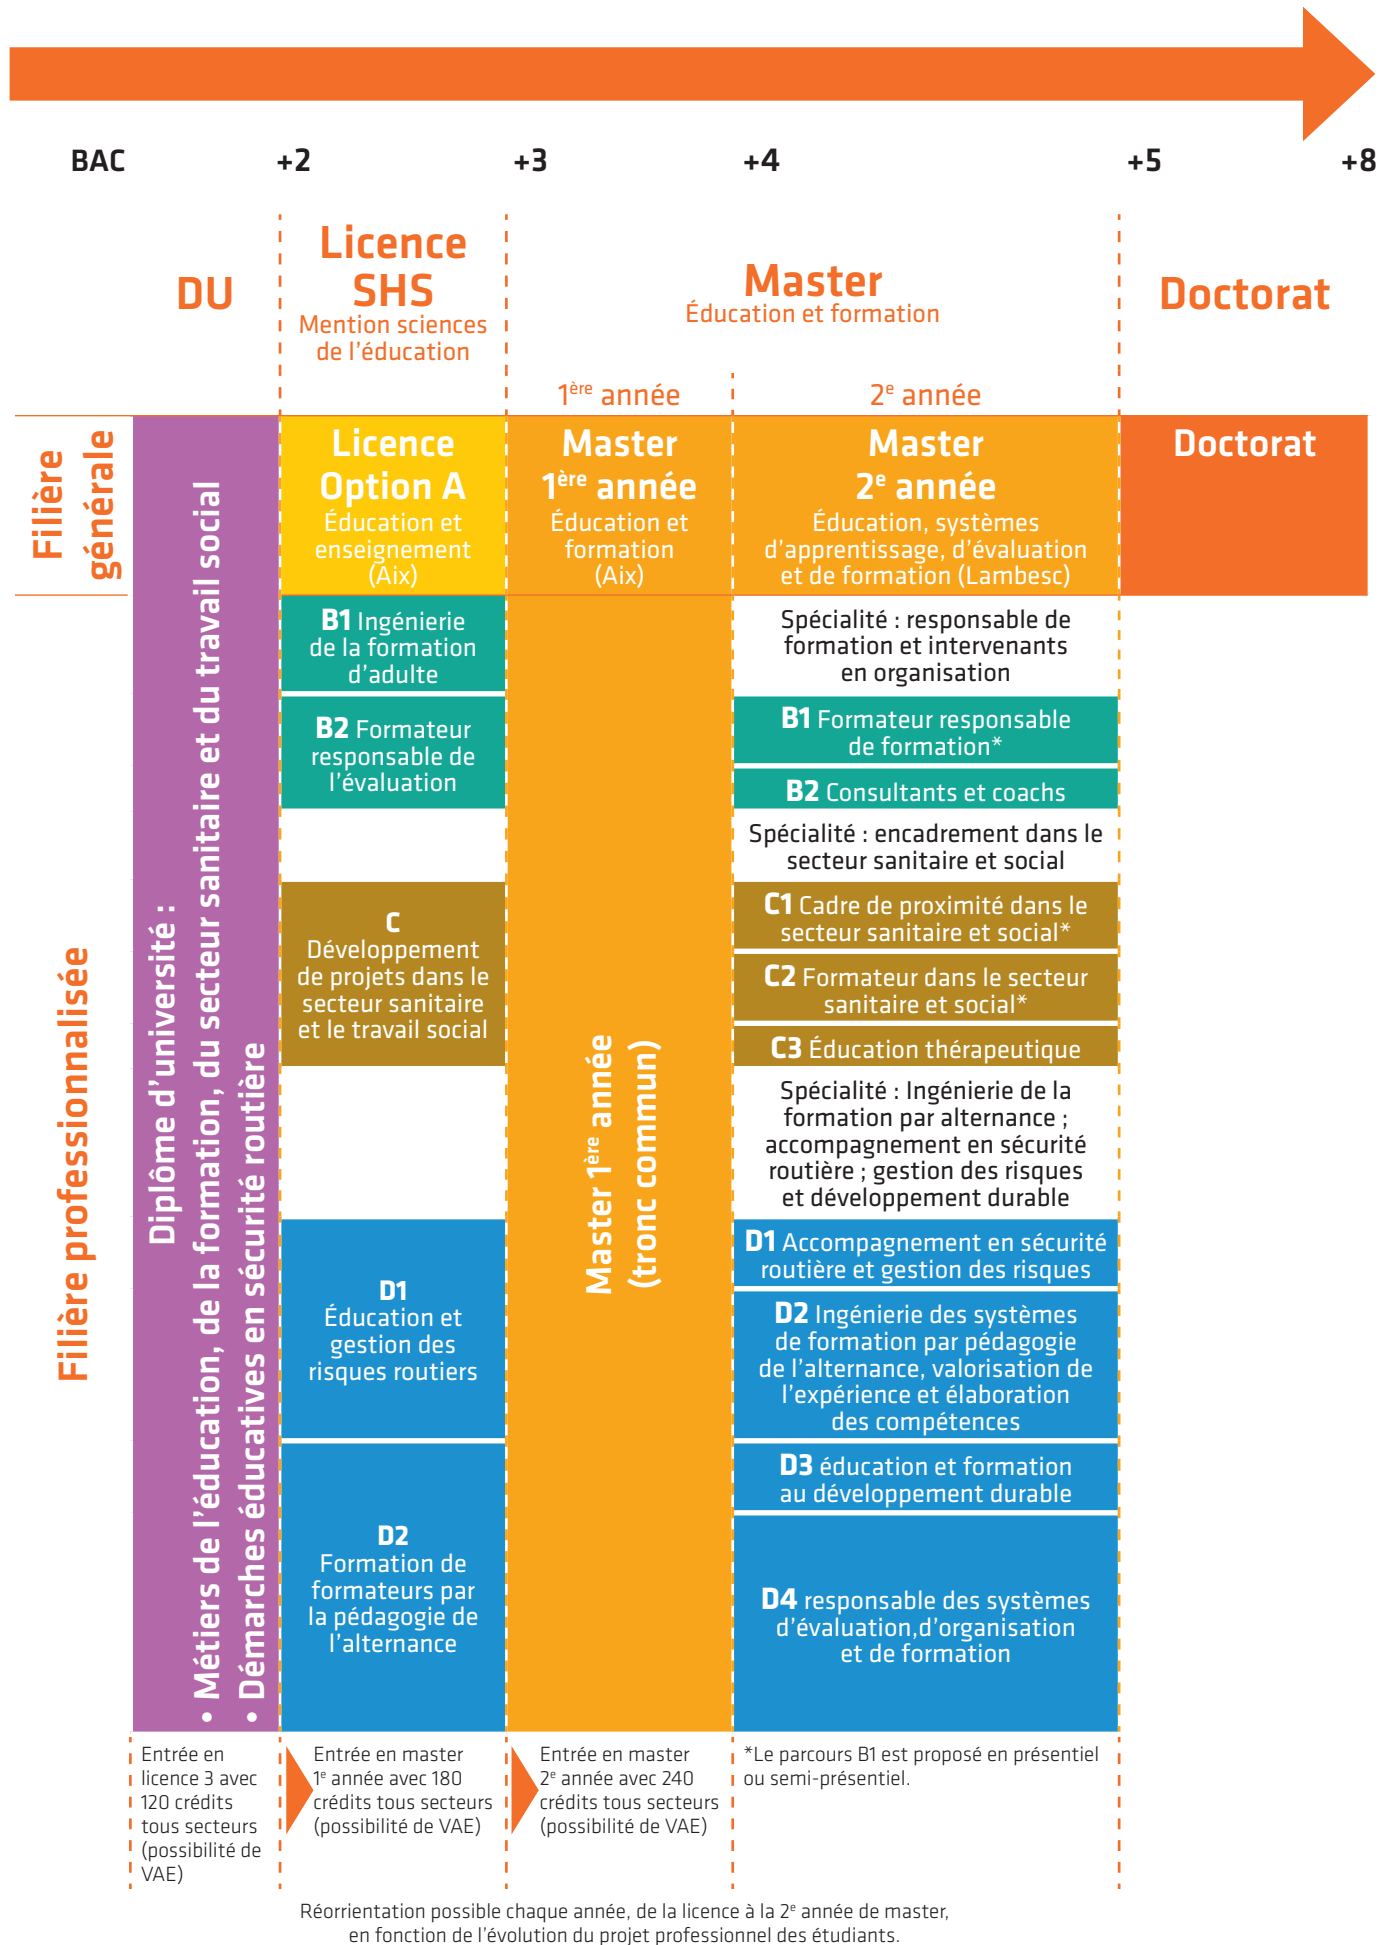 BAC +2 +3 +4 +5 +8
DU
Licence
SHS
Mention sciences
de l'éducation
Master
Éducation et formation
Doctorat
1ère année
2e année
Filière
générale
Licence
Option A
Éducation et
enseignement
(Aix)
Master
1ère année
Éducation et
formation
(Aix)
Master
2e année
Éducation, systèmes
d'apprentissage, d'évaluation
et de formation (Lambesc)
Doctorat
Filière professionnalisée
Diplôme d'université :
• Métiers de l'éducation, de la formation, du secteur sanitaire et du travail social
• Démarches éducatives en sécurité routière
B1 Ingénierie
de la formation
d'adulte
B2 Formateur
responsable de
l'évaluation
C
Développement
de projets dans le
secteur sanitaire
et le travail social
D1
Éducation et
gestion des
risques routiers
D2
Formation de
formateurs par
la pédagogie de
l'alternance
Master 1ère année
(tronc commun)
Spécialité : responsable de
formation et intervenants
en organisation
B1 Formateur responsable
de formation*
B2 Consultants et coachs
Spécialité : encadrement dans le
secteur sanitaire et social
C1 Cadre de proximité dans le
secteur sanitaire et social*
C2 Formateur dans le secteur
sanitaire et social*
C3 Éducation thérapeutique
Spécialité : Ingénierie de la
formation par alternance ;
accompagnement en sécurité
routière ; gestion des risques
et développement durable
D1 Accompagnement en sécurité
routière et gestion des risques
D2 Ingénierie des systèmes
de formation par pédagogie
de l'alternance, valorisation de
l'expérience et élaboration
des compétences
D3 éducation et formation
au développement durable
D4 responsable des systèmes
d'évaluation,d'organisation
et de formation
Entrée en
licence 3 avec
120 crédits
tous secteurs
(possibilité de
VAE)
Entrée en master
1e année avec 180
crédits tous secteurs
(possibilité de VAE)
Entrée en master
2e année avec 240
crédits tous secteurs
(possibilité de VAE)
*Le parcours B1 est proposé en présentiel
ou semi-présentiel.
Réorrientation possible chaque année, de la licence à la 2e année de master,
en fonction de l'évolution du projet professionnel des étudiants.